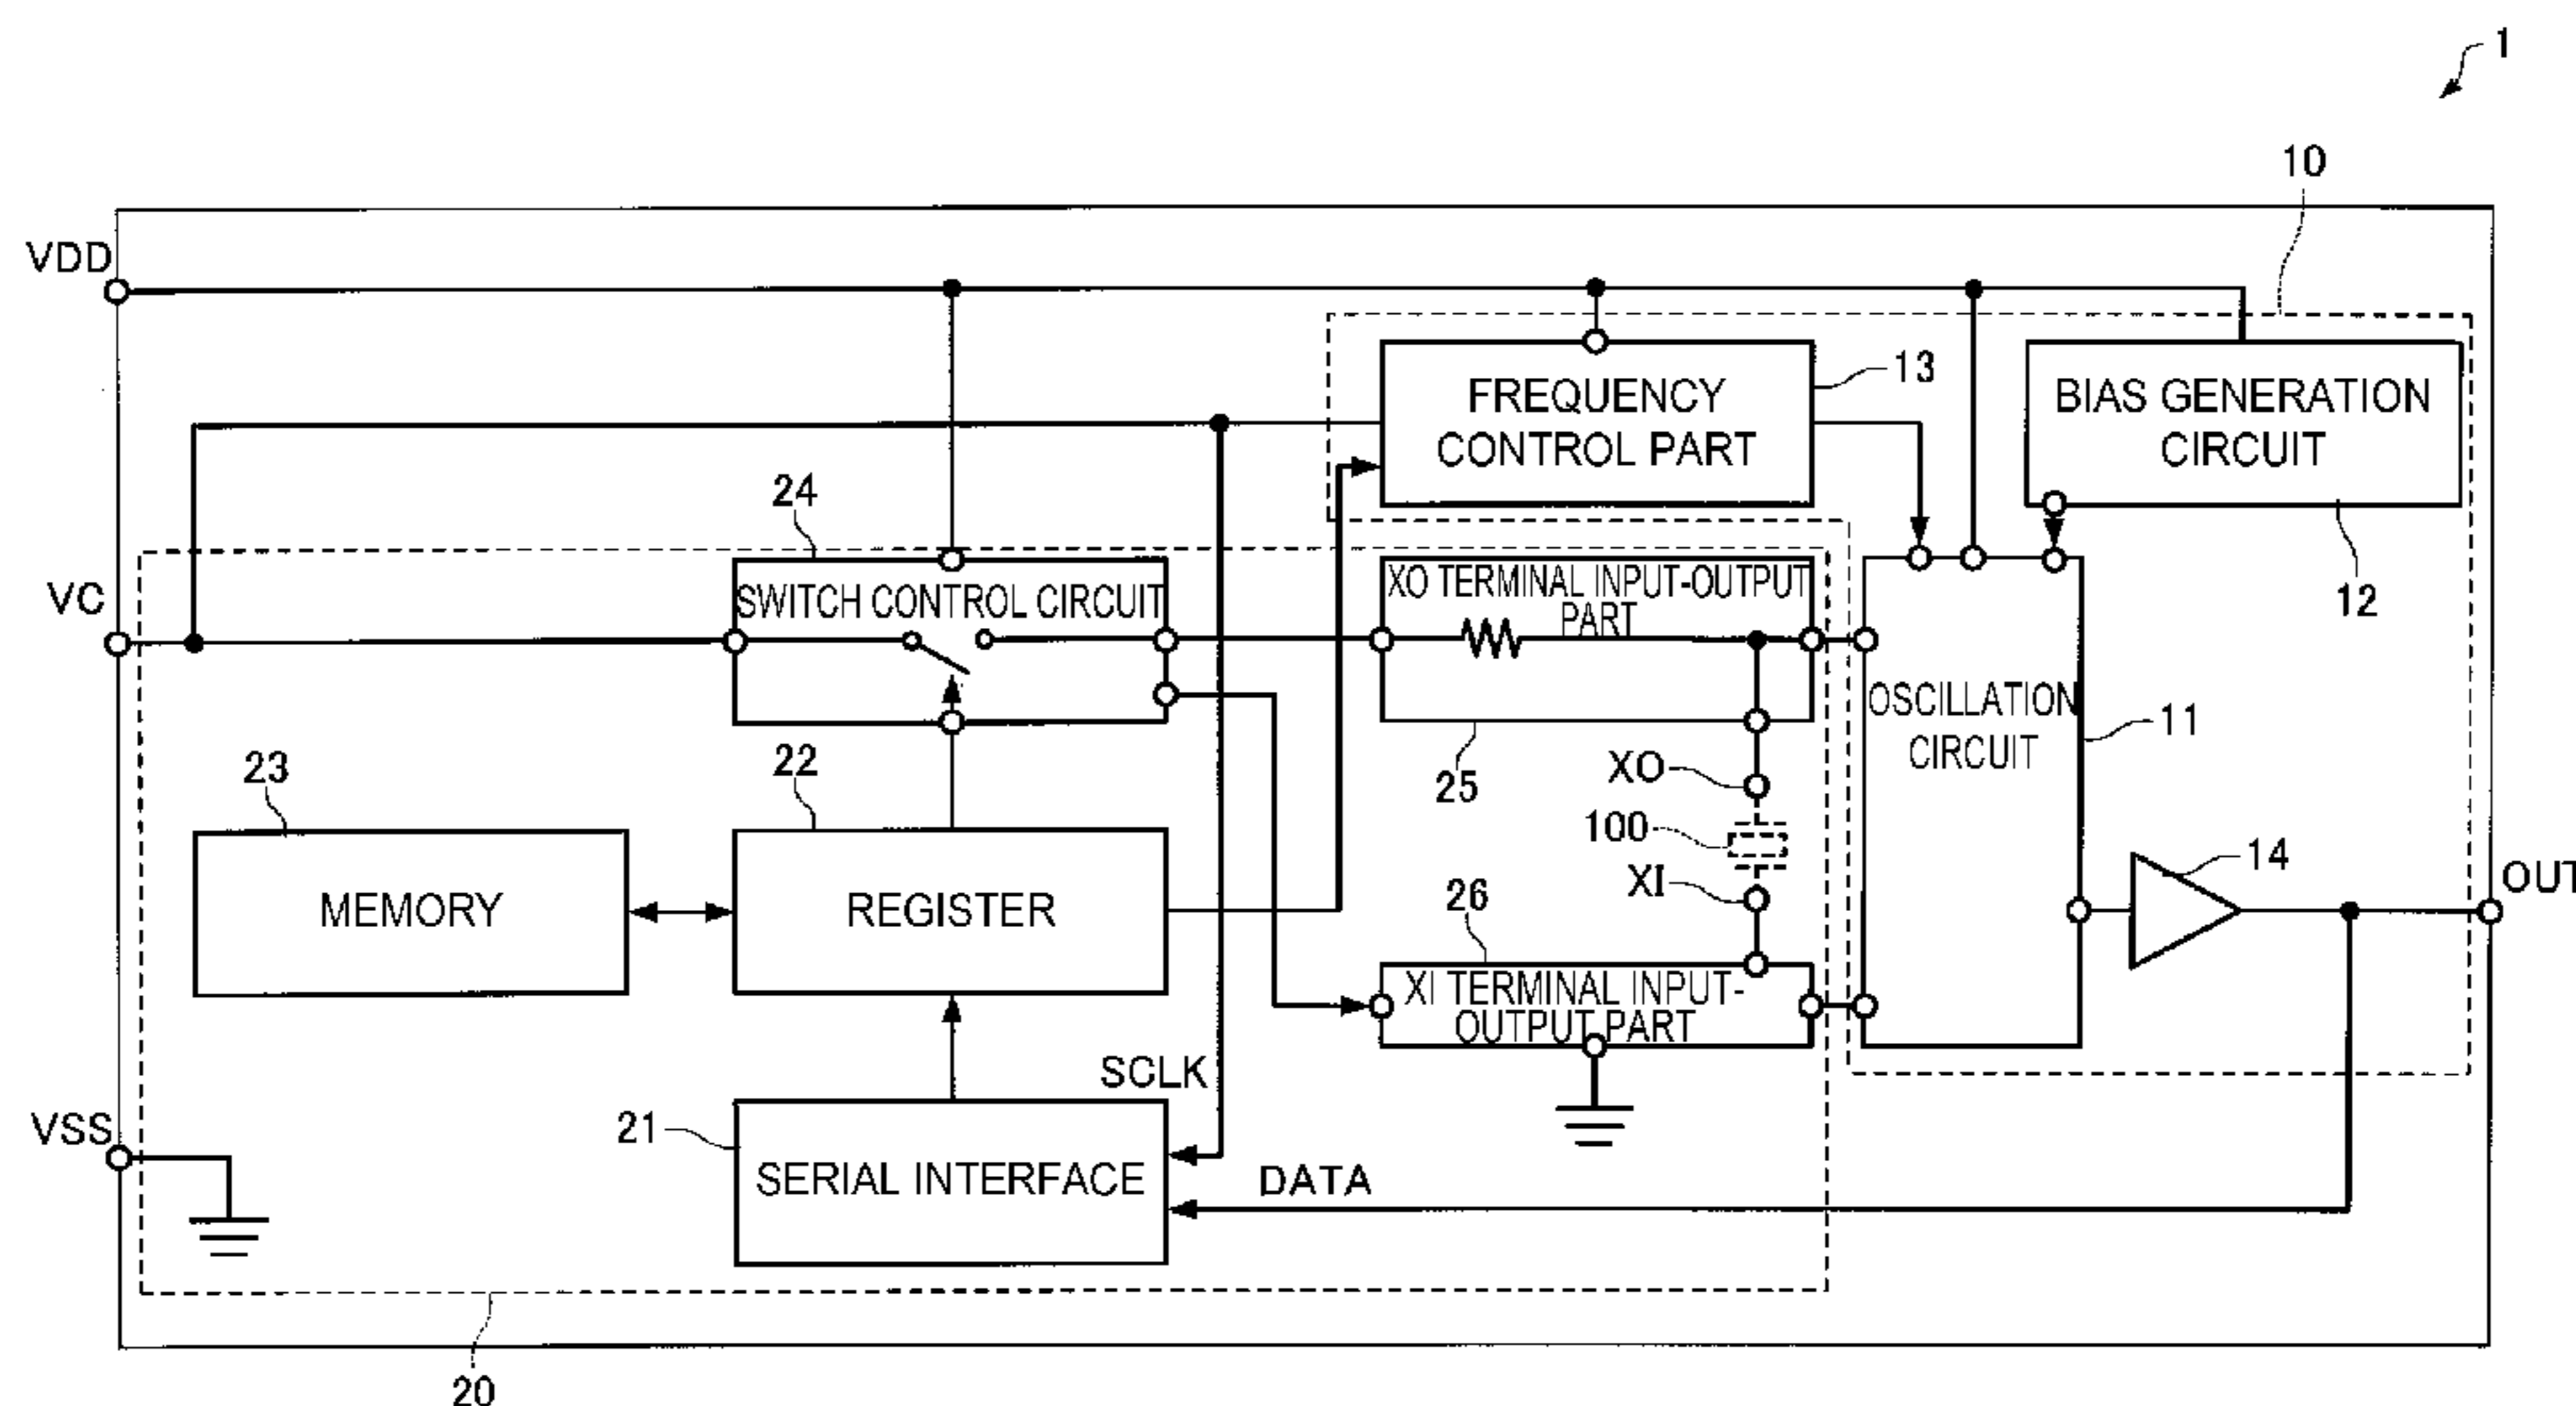 1
10
VDD
FREQUENCY
CONTROL PART
13
BIAS GENERATION
CIRCUIT
12
24
VC
SWITCH CONTROL CIRCUIT
XO TERMINAL INPUT-OUTPUT
PART
25
OSCILLATION
CIRCUIT
11
23
22
XO
100
XI
14
OUT
MEMORY
REGISTER
26
XI TERMINAL INPUT-
OUTPUT PART
SCLK
VSS
21
SERIAL INTERFACE
DATA
20